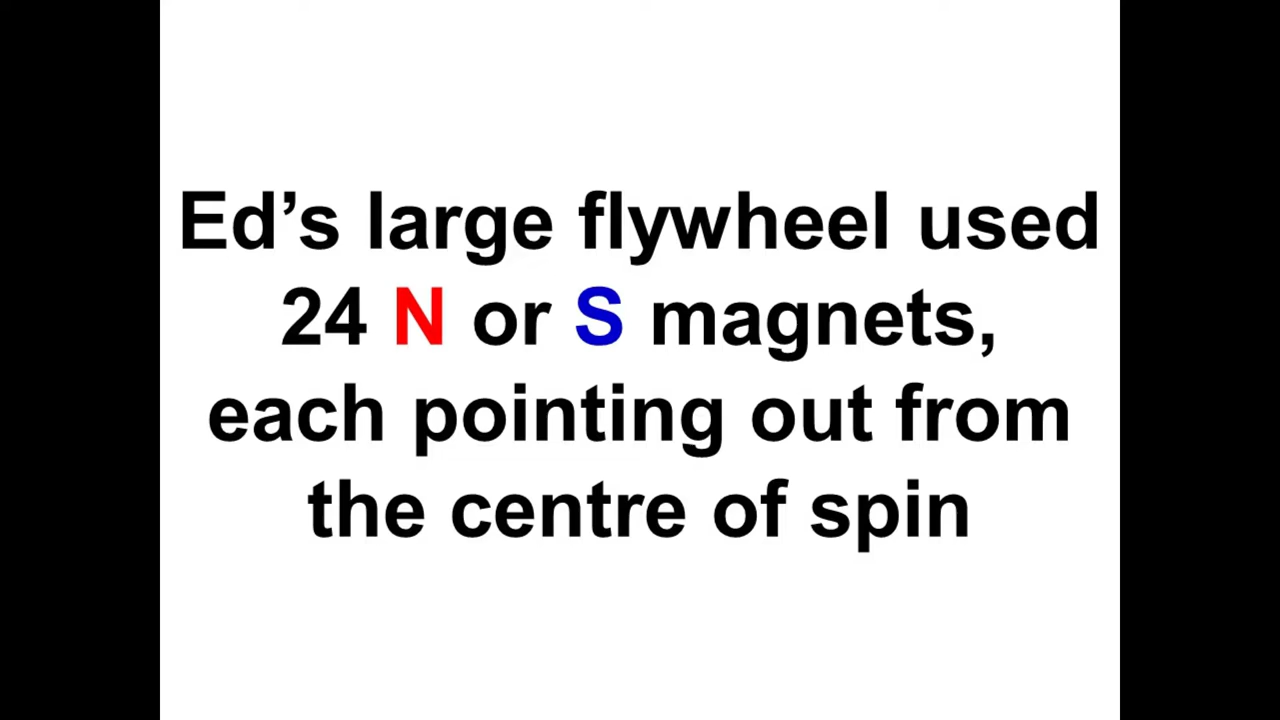 Ed’s large flywheel used
24 N or S magnets,
each pointing out from
the centre of spin